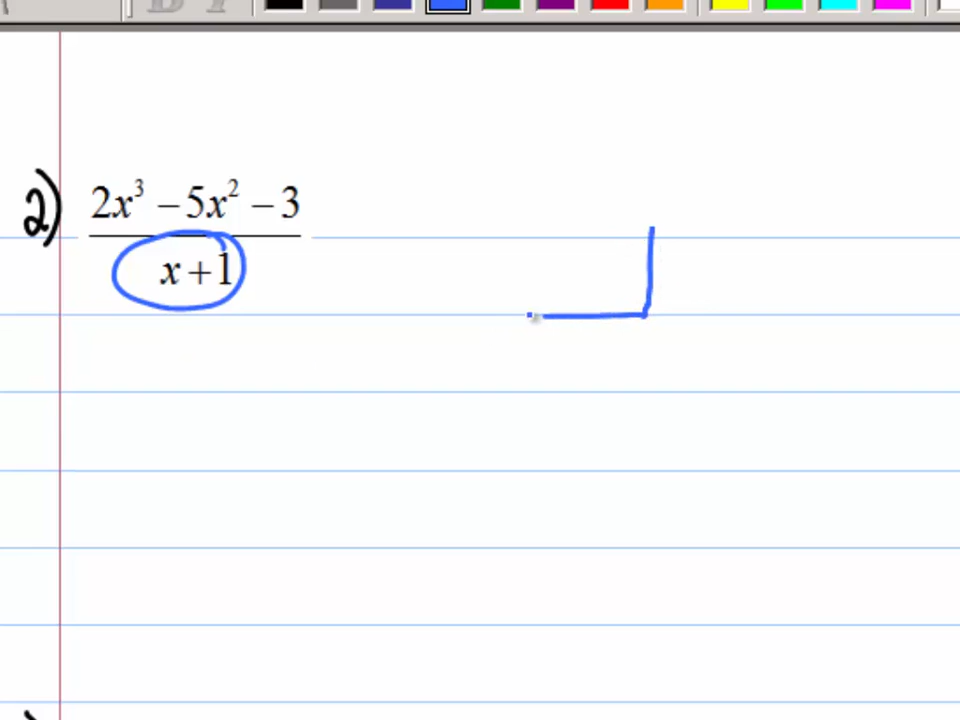 2) 2x³ − 5x² − 3
x + 1